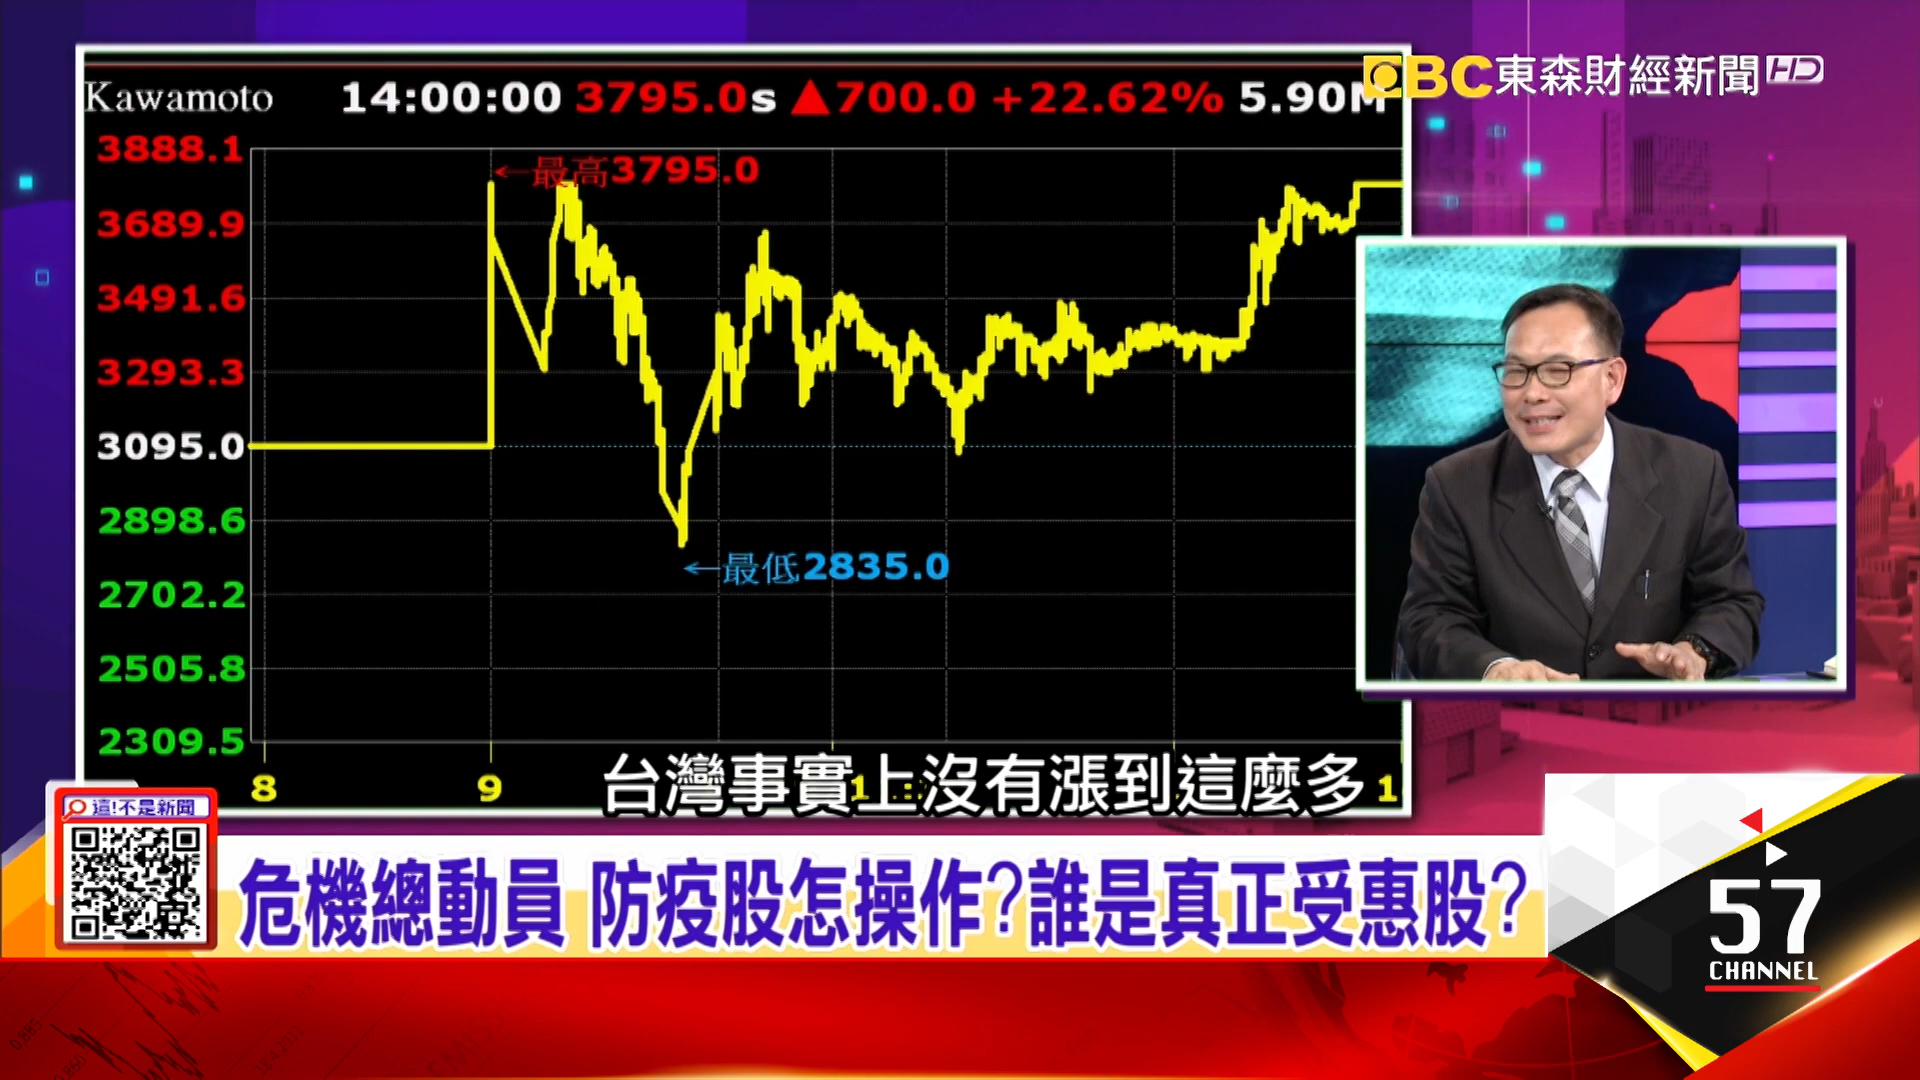 EBC東森財經新聞HD
Kawamoto 14:00:00 3795.0s ▲700.0 +22.62% 5.90M
3888.1
←最高3795.0
3689.9
3491.6
3293.3
3095.0
2898.6
←最低2835.0
2702.2
2505.8
2309.5
8 9
台灣事實上沒有漲到這麼多
這!不是新聞
危機總動員 防疫股怎操作?誰是真正受惠股?
57
CHANNEL